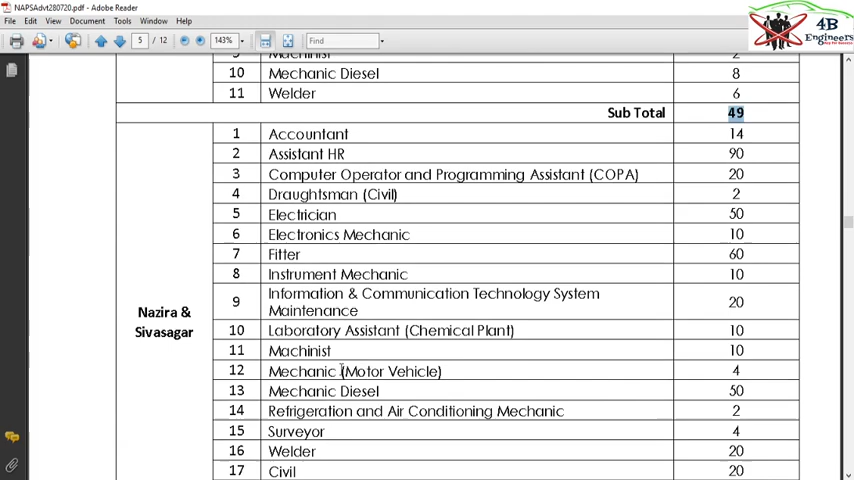 NAPSAdvt280720.pdf - Adobe Reader
File Edit View Document Tools Window Help
5 / 12 143% Find
4B
Engineers
9 Machinist 2
10 Mechanic Diesel 8
11 Welder 6
Sub Total 49
1 Accountant 14
2 Assistant HR 90
3 Computer Operator and Programming Assistant (COPA) 20
4 Draughtsman (Civil) 2
5 Electrician 50
6 Electronics Mechanic 10
7 Fitter 60
8 Instrument Mechanic 10
9 Information & Communication Technology System
Maintenance 20
Nazira &
Sivasagar
10 Laboratory Assistant (Chemical Plant) 10
11 Machinist 10
12 Mechanic (Motor Vehicle) 4
13 Mechanic Diesel 50
14 Refrigeration and Air Conditioning Mechanic 2
15 Surveyor 4
16 Welder 20
17 Civil 20